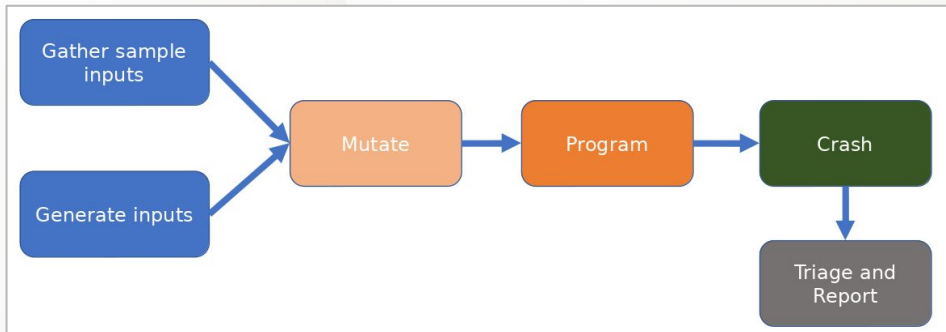 Gather sample
inputs
Generate inputs
Mutate
Program
Crash
Triage and
Report